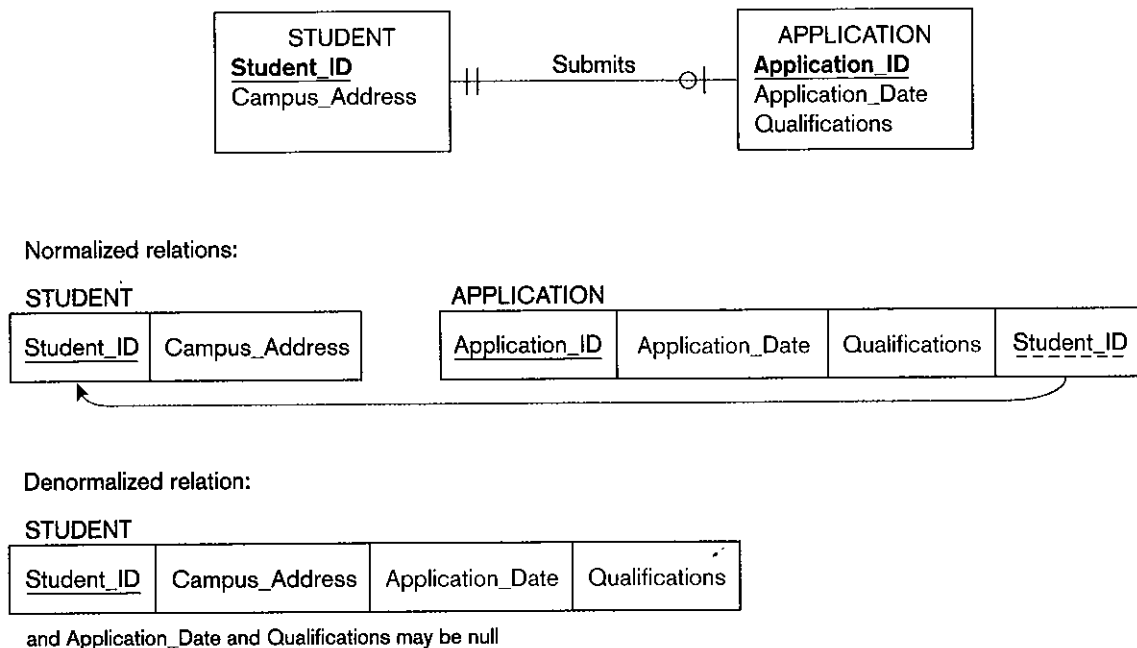 STUDENT
Student_ID
Campus_Address
Submits
APPLICATION
Application_ID
Application_Date
Qualifications
Normalized relations:
STUDENT
Student_ID Campus_Address
APPLICATION
Application_ID Application_Date Qualifications Student_ID
Denormalized relation:
STUDENT
Student_ID Campus_Address Application_Date Qualifications
and Application_Date and Qualifications may be null